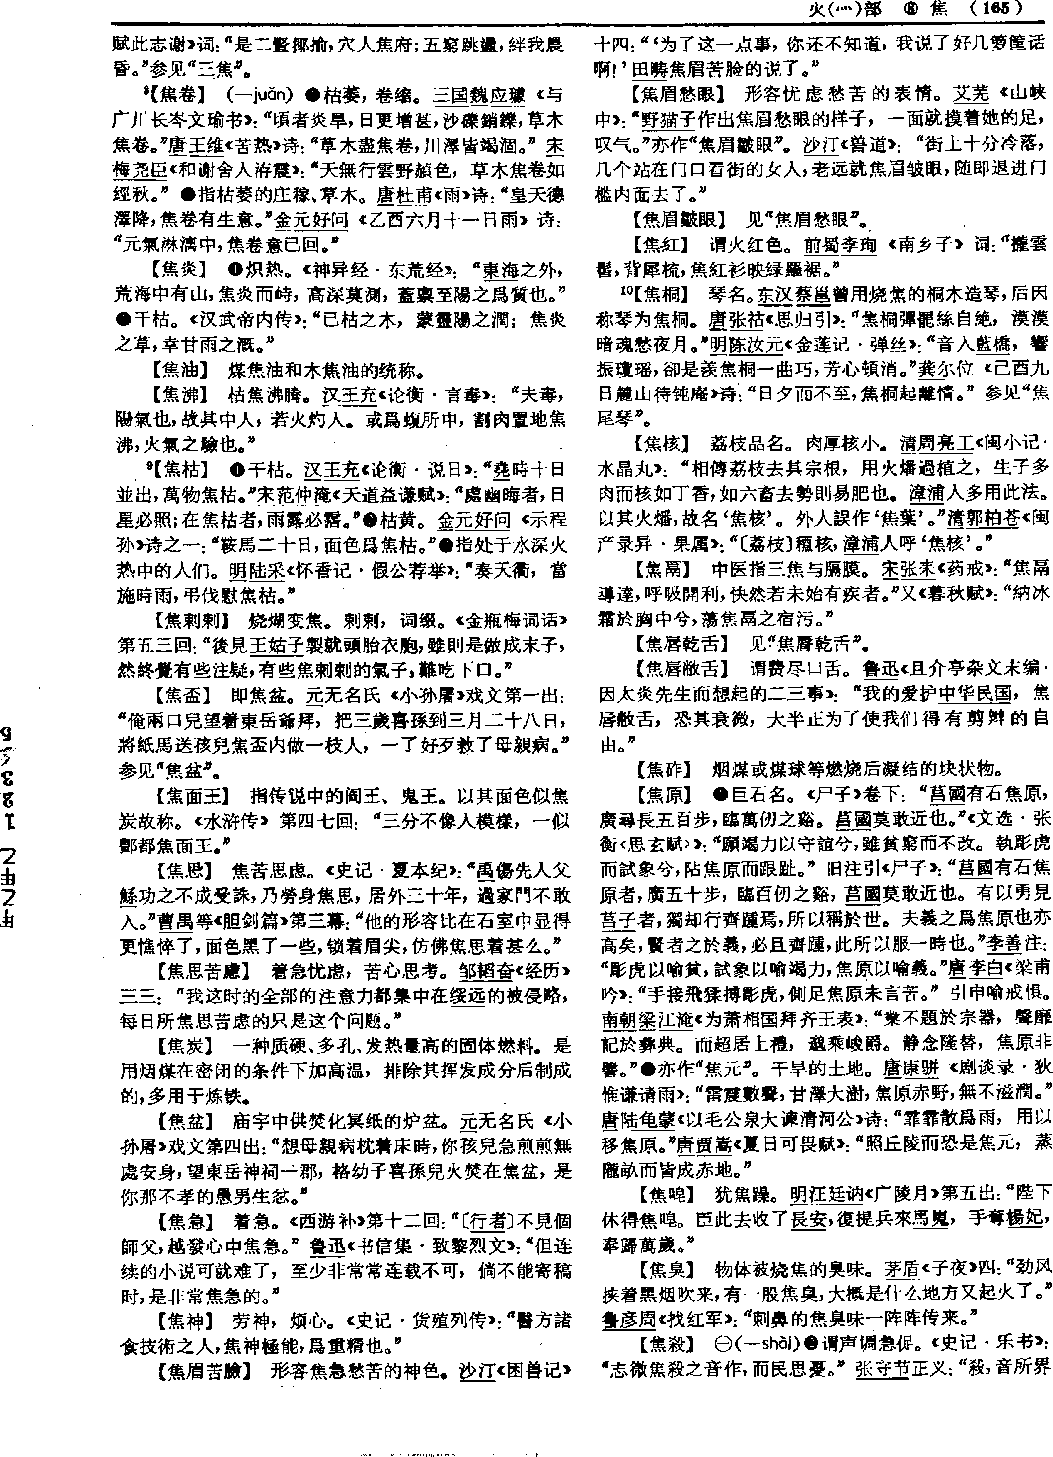 火(灬)部 ⑧ 焦 (165)
赋此志谢》词:“是二豎揶揄,穴人焦府;五窮跳盪,絆我晨
昏。”参见“三焦”。
⁸【焦卷】 (—juǎn) ❶枯萎,卷缩。三国魏应璩《与
广川长岑文瑜书》:“頃者炎旱,日更增甚,沙礫銷鑠,草木
焦卷。”唐王维《苦热》诗:“草木盡焦卷,川澤皆竭涸。” 宋
梅尧臣《和谢舍人洊震》:“天無行雲野赪色,草木焦卷如
經秋。” ❷指枯萎的庄稼、草木。唐杜甫《雨》诗:“皇天德
澤降,焦卷有生意。”金元好问《乙酉六月十一日雨》诗:
“元氣淋漓中,焦卷意已回。”
【焦炎】 ❶炽热。《神异经·东荒经》:“東海之外,
荒海中有山,焦炎而峙,高深莫測,蓋禀至陽之爲質也。”
❷干枯。《汉武帝内传》:“已枯之木,蒙靈陽之潤;焦炎
之草,幸甘雨之溉。”
【焦油】 煤焦油和木焦油的统称。
【焦沸】 枯焦沸腾。汉王充《论衡·言毒》:“夫毒,
陽氣也,故其中人,若火灼人。或爲蝮所中,割肉置地焦
沸,火氣之驗也。”
⁹【焦枯】 ❶干枯。汉王充《论衡·说日》:“堯時十日
並出,萬物焦枯。”宋范仲淹《天道益谦赋》:“處幽晦者,日
星必照;在焦枯者,雨露必霑。”❷枯黄。金元好问《示程
孙》诗之一:“鞍馬二十日,面色爲焦枯。”❸指处于水深火
热中的人们。明陆采《怀香记·假公荐举》:“奏天衢,當
施時雨,弔伐慰焦枯。”
【焦刺刺】 烧煳变焦。刺刺,词缀。《金瓶梅词话》
第五三回:“後見王姑子製就頭胎衣胞,雖則是做成末子,
然終覺有些注疑,有些焦刺刺的氣子,難吃下口。”
【焦盃】 即焦盆。元无名氏《小孙屠》戏文第一出:
“俺兩口兒望着東岳爺拜,把三歲喜孫到三月二十八日,
將紙馬送孩兒焦盃内做一枝人,一了好歹救了母親病。”
参见“焦盆”。
【焦面王】 指传说中的阎王、鬼王。以其面色似焦
炭故称。《水浒传》第四七回:“三分不像人模樣,一似
酆都焦面王。”
【焦思】 焦苦思虑。《史记·夏本纪》:“禹傷先人父
鯀功之不成受誅,乃勞身焦思,居外三十年,過家門不敢
入。”曹禺等《胆剑篇》第三幕:“他的形容比在石室中显得
更憔悴了,面色黑了一些,锁着眉尖,仿佛焦思着甚么。”
【焦思苦慮】 着急忧虑,苦心思考。邹韬奋《经历》
三三:“我这时的全部的注意力都集中在绥远的被侵略,
每日所焦思苦虑的只是这个问题。”
【焦炭】 一种质硬、多孔、发热量高的固体燃料。是
用烟煤在密闭的条件下加高温,排除其挥发成分后制成
的,多用于炼铁。
【焦盆】 庙宇中供焚化冥纸的炉盆。元无名氏《小
孙屠》戏文第四出:“想母親病枕着床時,你孩兒急煎煎無
處安身,望東岳神祠一郡,格幼子喜孫兒火焚在焦盆,是
你那不孝的愚男生忿。”
【焦急】 着急。《西游补》第十二回:“〔行者〕不見個
師父,越發心中焦急。” 鲁迅《书信集·致黎烈文》:“但连
续的小说可就难了,至少非常常连载不可,倘不能寄稿
时,是非常焦急的。”
【焦神】 劳神,烦心。《史记·货殖列传》:“醫方諸
食技術之人,焦神極能,爲重糈也。”
【焦眉苦臉】 形容焦急愁苦的神色。沙汀《困兽记》
十四:“‘为了这一点事,你还不知道,我说了好几箩筐话
啊!’田畴焦眉苦脸的说了。”
【焦眉愁眼】 形容忧虑愁苦的表情。艾芜《山峡
中》:“野猫子作出焦眉愁眼的样子,一面就摸着她的足,
叹气。”亦作“焦眉皺眼”。沙汀《兽道》:“街上十分冷落,
几个站在门口看街的女人,老远就焦眉皱眼,随即退进门
槛内面去了。”
【焦眉皺眼】 见“焦眉愁眼”。
【焦紅】 谓火红色。前蜀李珣《南乡子》词:“攏雲
髻,背犀梳,焦紅衫映绿羅裾。”
¹⁰【焦桐】 琴名。东汉蔡邕曾用烧焦的桐木造琴,后因
称琴为焦桐。唐张祜《思归引》:“焦桐彈罷絲自絶,漠漠
暗魂愁夜月。”明陈汝元《金莲记·弹丝》:“音入藍橋,響
振瓊瑶,卻是羨焦桐一曲巧,芳心頓消。”龚尔位《己酉九
日麓山待钝庵》诗:“日夕而不至,焦桐起離情。” 参见“焦
尾琴”。
【焦核】 荔枝品名。肉厚核小。清周亮工《闽小记·
水晶丸》:“相傳荔枝去其宗根,用火燔過植之,生子多
肉而核如丁香,如六畜去勢則易肥也。漳浦人多用此法。
以其火燔,故名‘焦核’。外人誤作‘焦葉’。”清郭柏苍《闽
产录异·果属》:“〔荔枝〕穉核,漳浦人呼‘焦核’。”
【焦鬲】 中医指三焦与膈膜。宋张耒《药戒》:“焦鬲
導達,呼吸開利,快然若未始有疾者。”又《暮秋赋》:“納冰
霜於胸中兮,蕩焦鬲之宿污。”
【焦唇乾舌】 见“焦脣乾舌”。
【焦唇敝舌】 谓费尽口舌。鲁迅《且介亭杂文末编·
因太炎先生而想起的二三事》:“我的爱护中华民国,焦
唇敝舌,恐其衰微,大半正为了使我们得有剪辫的自
由。”
【焦砟】 烟煤或煤球等燃烧后凝结的块状物。
【焦原】 ❶巨石名。《尸子》卷下:“莒國有石焦原,
廣尋長五百步,臨萬仞之谿。莒國莫敢近也。”《文选·张
衡〈思玄赋〉》:“願竭力以守誼兮,雖貧窮而不改。執彫虎
而試象兮,阽焦原而跟趾。” 旧注引《尸子》:“莒國有石焦
原者,廣五十步,臨百仞之谿,莒國莫敢近也。有以勇見
莒子者,獨却行齊踵焉,所以稱於世。夫義之爲焦原也亦
高矣,賢者之於義,必且齊踵,此所以服一時也。”李善注:
“彫虎以喻貧,試象以喻竭力,焦原以喻義。”唐李白《梁甫
吟》:“手接飛猱搏彫虎,側足焦原未言苦。” 引申喻戒惧。
南朝梁江淹《为萧相国拜齐王表》:“業不題於宗器,聲靡
記於彝典。而超居上禮,巍乘峻爵。静念隆替,焦原非
譬。”❷亦作“焦元”。干旱的土地。唐康骈《剧谈录·狄
惟谦请雨》:“雷震數聲,甘澤大澍,焦原赤野,無不滋潤。”
唐陆龟蒙《以毛公泉大谏清河公》诗:“霏霏散爲雨,用以
移焦原。”唐贾嵩《夏日可畏赋》:“照丘陵而恐是焦元,蒸
隴畝而皆成赤地。”
【焦嗥】 犹焦躁。明汪廷讷《广陵月》第五出:“陛下
休得焦嗥。臣此去收了長安,復提兵來馬嵬,手奪楊妃,
奉歸萬歲。”
【焦臭】 物体被烧焦的臭味。茅盾《子夜》四:“劲风
挟着黑烟吹来,有一股焦臭,大概是什么地方又起火了。”
鲁彦周《找红军》:“刺鼻的焦臭味一阵阵传来。”
【焦殺】 ㊀(—shài)❶谓声调急促。《史记·乐书》:
“志微焦殺之音作,而民思憂。” 张守节正义:“殺,音所界